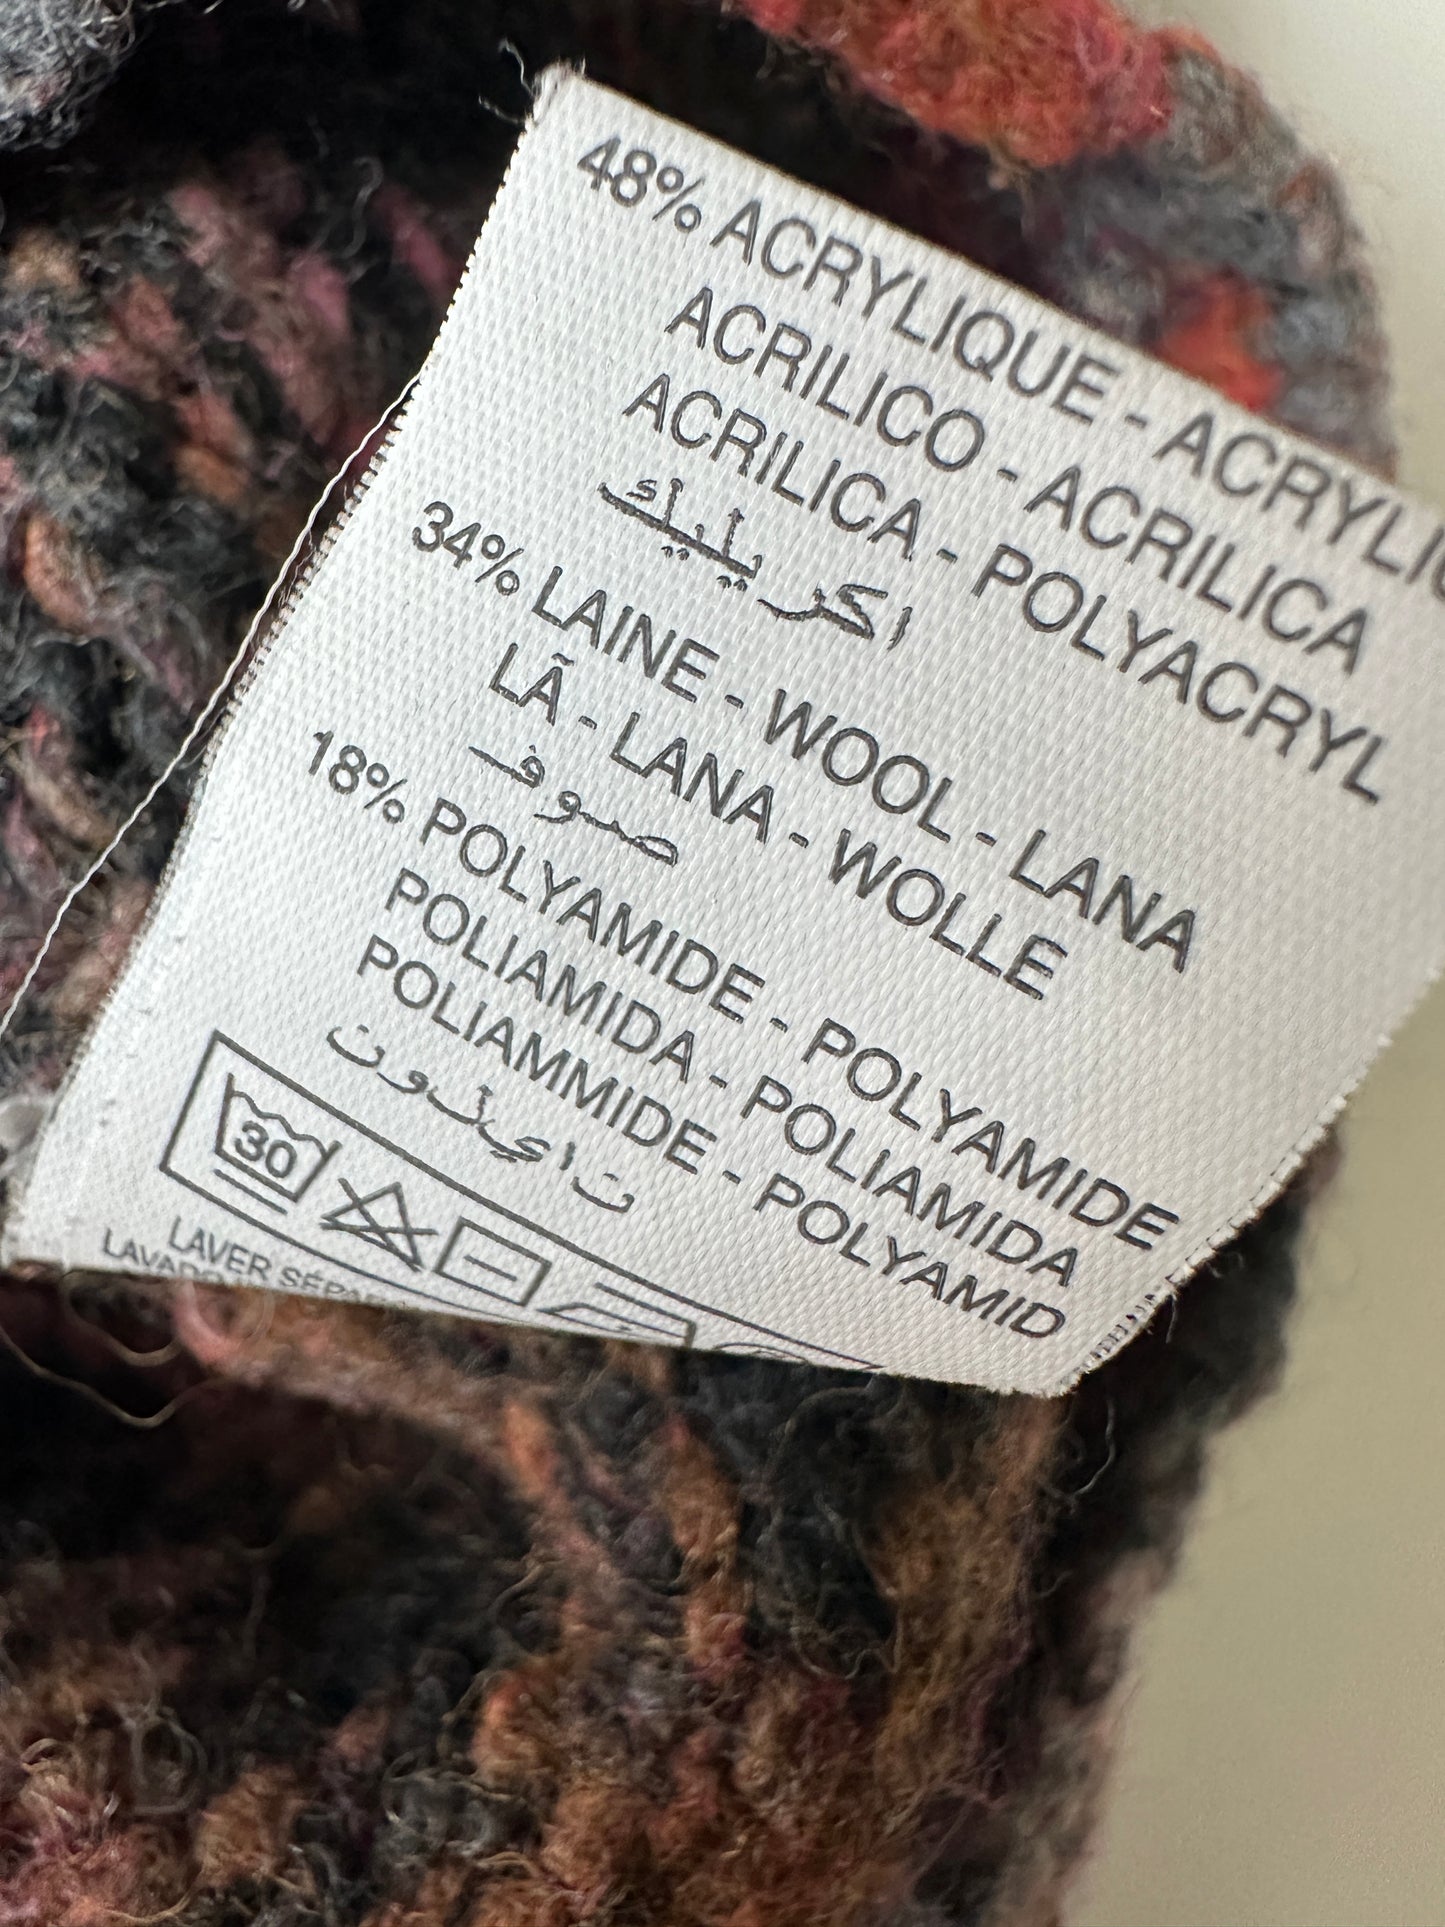 48% ACRYLIQUE - ACRYLIC
ACRILICO - ACRILICA
ACRILICA - POLYACRYL
اكريليك
34% LAINE - WOOL - LANA
LÃ - LANA - WOLLE
صوف
18% POLYAMIDE - POLYAMIDE
POLIAMIDA - POLIAMIDA
POLIAMMIDE - POLYAMID
30
LAVER